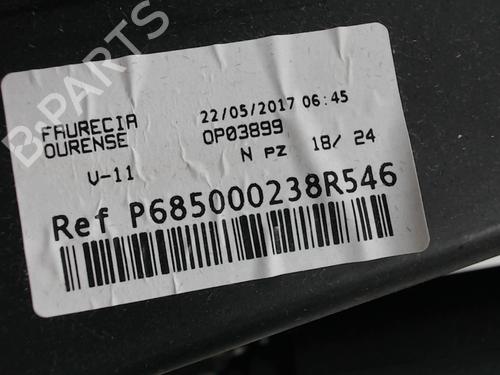 B-PARTS
FAURECIA
OURENSE
22/05/2017 06:45
OP03899
V-11
N PZ 18/ 24
Ref P685000238R546